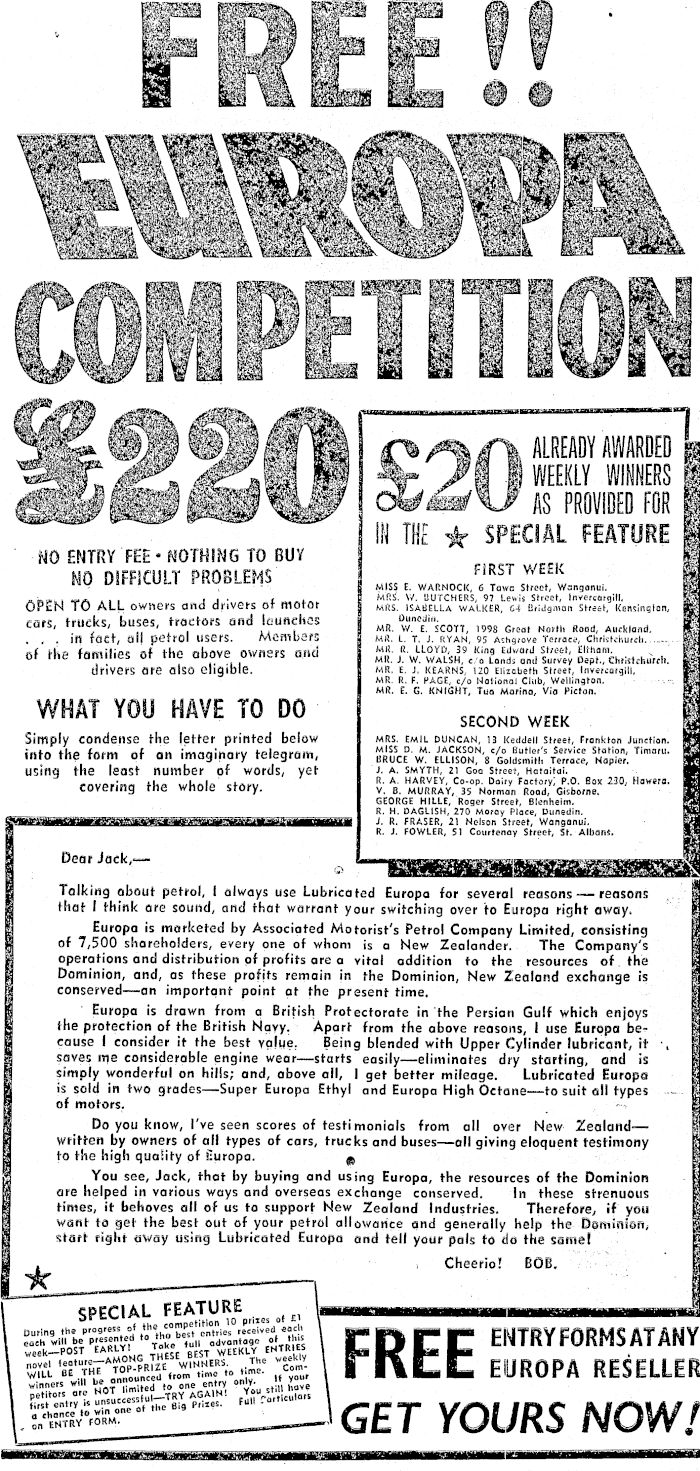 FREE !!
EUROPA
COMPETITION
£220
NO ENTRY FEE • NOTHING TO BUY
NO DIFFICULT PROBLEMS
OPEN TO ALL owners and drivers of motor
cars, trucks, buses, tractors and launches
. . . in fact, all petrol users. Members
of the families of the above owners and
drivers are also eligible.
WHAT YOU HAVE TO DO
Simply condense the letter printed below
into the form of an imaginary telegram,
using the least number of words, yet
covering the whole story.
£20 ALREADY AWARDED
WEEKLY WINNERS
AS PROVIDED FOR
IN THE ★ SPECIAL FEATURE
FIRST WEEK
MISS E. WARNOCK, 6 Tawa Street, Wanganui.
MRS. W. BUTCHERS, 97 Lewis Street, Invercargill.
MRS. ISABELLA WALKER, 64 Bridgman Street, Kensington,
Dunedin.
MR. W. E. SCOTT, 1998 Great North Road, Auckland.
MR. L. T. J. RYAN, 95 Ashgrove Terrace, Christchurch.
MR. R. LLOYD, 39 King Edward Street, Eltham.
MR. J. W. WALSH, c/o Lands and Survey Dept., Christchurch.
MR. E. J. KEARNS, 120 Elizabeth Street, Invercargill.
MR. R. F. PAGE, c/o National Club, Wellington.
MR. E. G. KNIGHT, Tua Marina, Via Picton.
SECOND WEEK
MRS. EMIL DUNCAN, 13 Keddell Street, Frankton Junction.
MISS D. M. JACKSON, c/o Butler's Service Station, Timaru.
BRUCE W. ELLISON, 8 Goldsmith Terrace, Napier.
J. A. SMYTH, 21 Goa Street, Hataitai.
R. A. HARVEY, Co-op. Dairy Factory, P.O. Box 230, Hawera.
V. B. MURRAY, 35 Norman Road, Gisborne.
GEORGE HILLE, Roger Street, Blenheim.
R. H. DAGLISH, 270 Moray Place, Dunedin.
J. R. FRASER, 21 Nelson Street, Wanganui.
R. J. FOWLER, 51 Courtenay Street, St. Albans.
Dear Jack,—
Talking about petrol, I always use Lubricated Europa for several reasons — reasons
that I think are sound, and that warrant your switching over to Europa right away.
Europa is marketed by Associated Motorist's Petrol Company Limited, consisting
of 7,500 shareholders, every one of whom is a New Zealander. The Company's
operations and distribution of profits are a vital addition to the resources of the
Dominion, and, as these profits remain in the Dominion, New Zealand exchange is
conserved—an important point at the present time.
Europa is drawn from a British Protectorate in the Persian Gulf which enjoys
the protection of the British Navy. Apart from the above reasons, I use Europa be-
cause I consider it the best value. Being blended with Upper Cylinder lubricant, it
saves me considerable engine wear—starts easily—eliminates dry starting, and is
simply wonderful on hills; and, above all, I get better mileage. Lubricated Europa
is sold in two grades—Super Europa Ethyl and Europa High Octane—to suit all types
of motors.
Do you know, I've seen scores of testimonials from all over New Zealand—
written by owners of all types of cars, trucks and buses—all giving eloquent testimony
to the high quality of Europa.
You see, Jack, that by buying and using Europa, the resources of the Dominion
are helped in various ways and overseas exchange conserved. In these strenuous
times, it behoves all of us to support New Zealand Industries. Therefore, if you
want to get the best out of your petrol allowance and generally help the Dominion,
start right away using Lubricated Europa and tell your pals to do the same!
Cheerio! BOB.
★
SPECIAL FEATURE
During the progress of the competition 10 prizes of £1
each will be presented to the best entries received each
week—POST EARLY! Take full advantage of this
novel feature—AMONG THESE BEST WEEKLY ENTRIES
WILL BE THE TOP-PRIZE WINNERS. The weekly
winners will be announced from time to time. Com-
petitors are NOT limited to one entry only. If your
first entry is unsuccessful—TRY AGAIN! You still have
a chance to win one of the Big Prizes. Full Particulars
on ENTRY FORM.
FREE ENTRY FORMS AT ANY
EUROPA RESELLER
GET YOURS NOW!